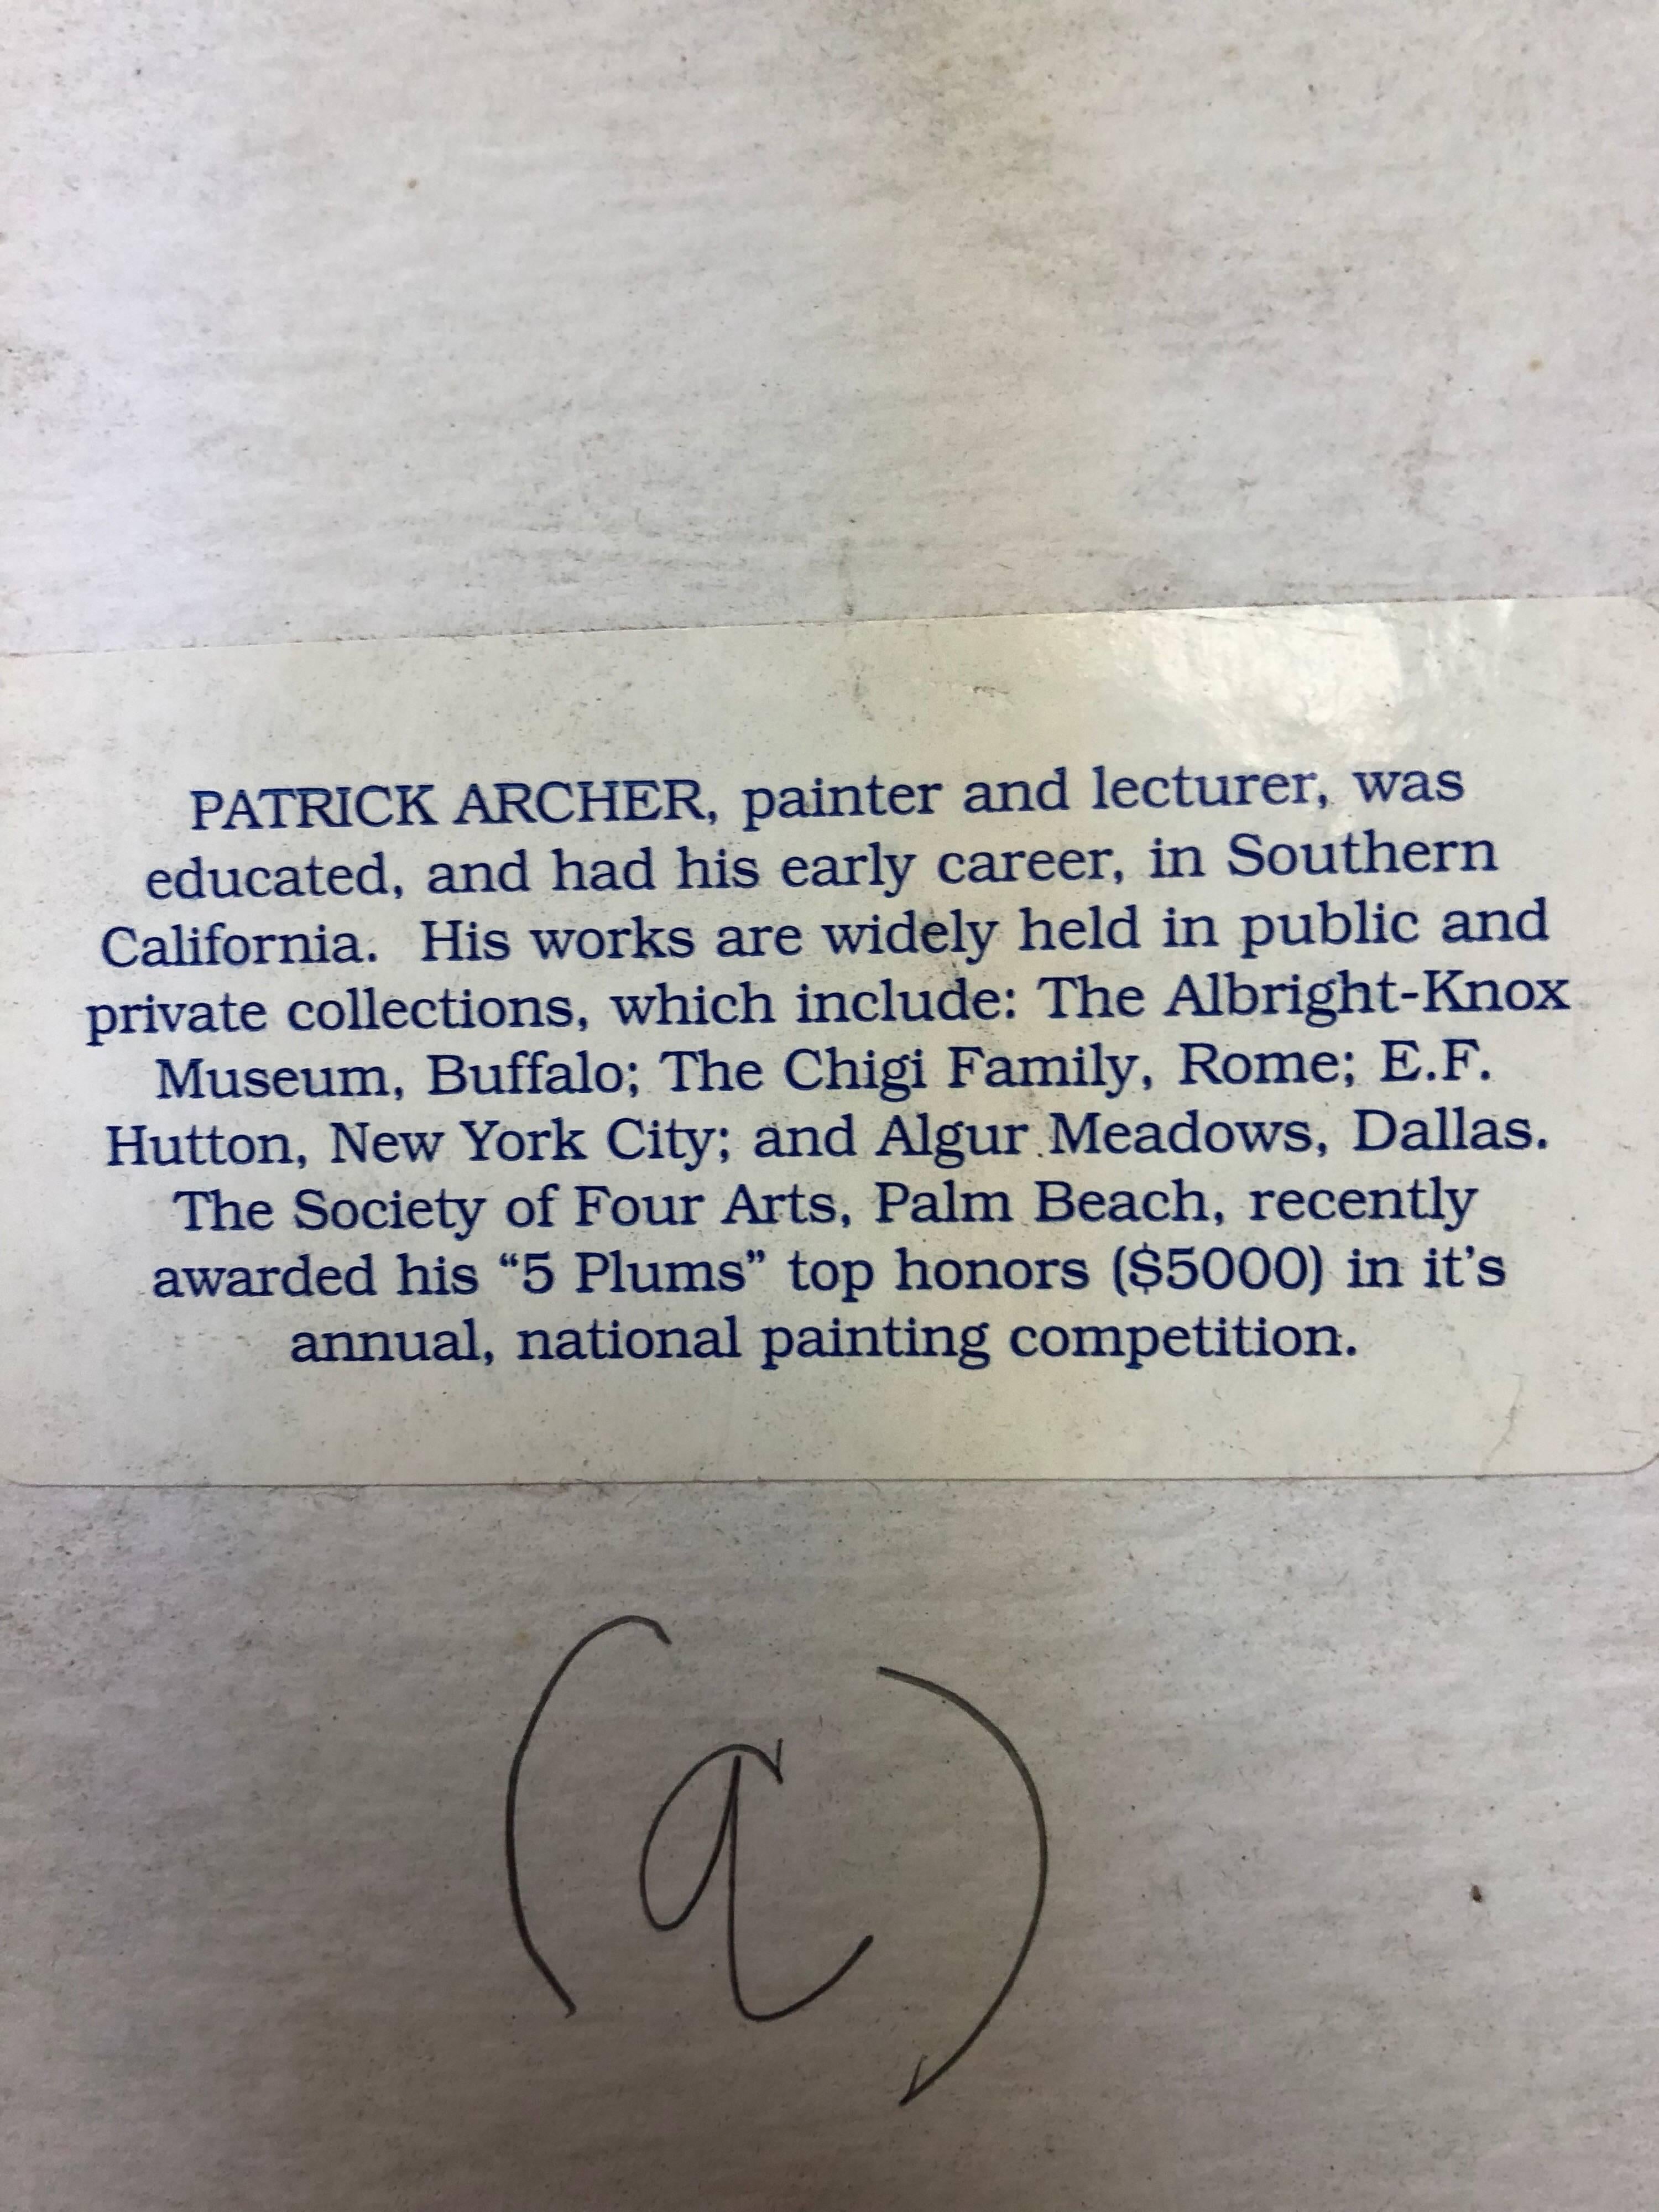 PATRICK ARCHER, painter and lecturer, was
educated, and had his early career, in Southern
California. His works are widely held in public and
private collections, which include: The Albright-Knox
Museum, Buffalo; The Chigi Family, Rome; E.F.
Hutton, New York City; and Algur Meadows, Dallas.
The Society of Four Arts, Palm Beach, recently
awarded his “5 Plums” top honors ($5000) in it’s
annual, national painting competition.